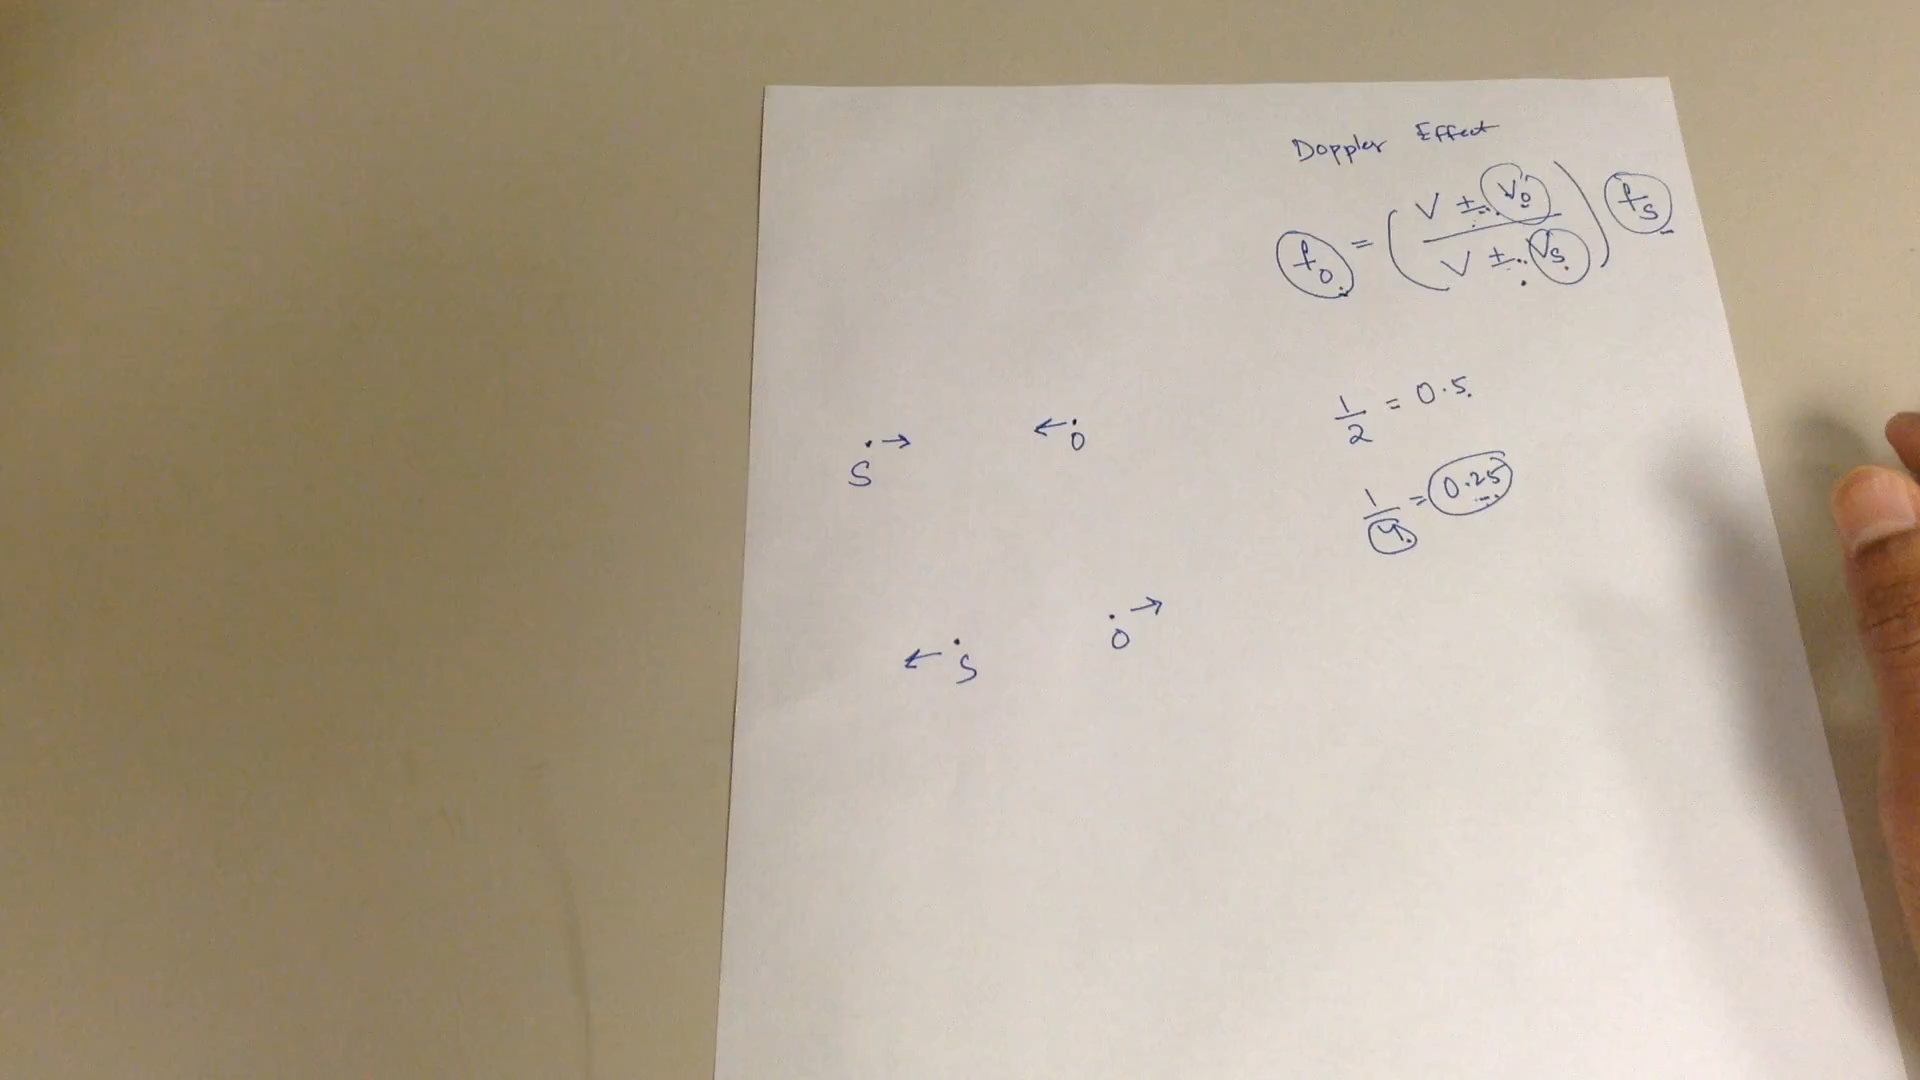 Doppler Effect
f₀ = (V ± V₀ / V ± Vₛ) fₛ
1/2 = 0.5
S → ← O
1/4 = 0.25
← S O →